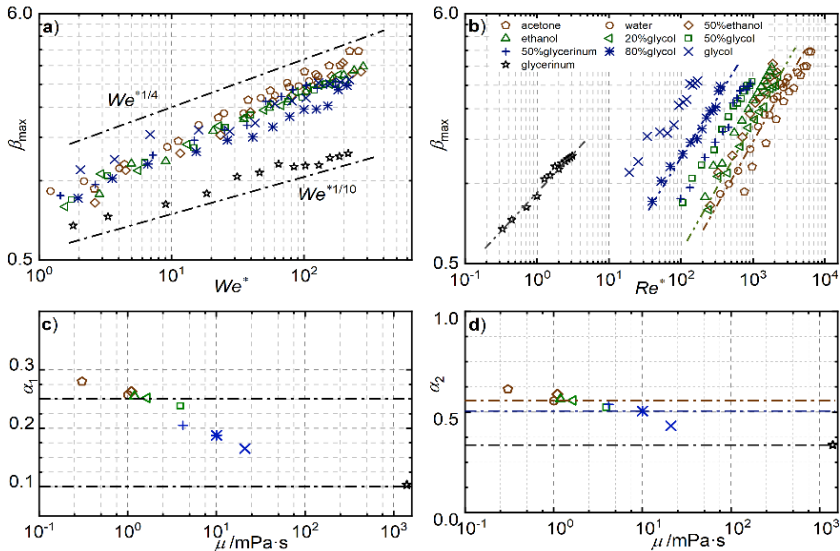 a)
6.0
β_max
0.5
We*^1/4
We*^1/10
10^0 10^1 10^2
We*
b)
6.0
acetone water 50%ethanol
ethanol 20%glycol 50%glycol
50%glycerinum 80%glycol glycol
glycerinum
β_max
0.5
10^-1 10^0 10^1 10^2 10^3 10^4
Re*
c)
0.3
α_1
0.2
0.1
10^-1 10^0 10^1 10^2 10^3
μ /mPa·s
d)
1.0
α_2
0.5
0.0
10^-1 10^0 10^1 10^2 10^3
μ /mPa·s